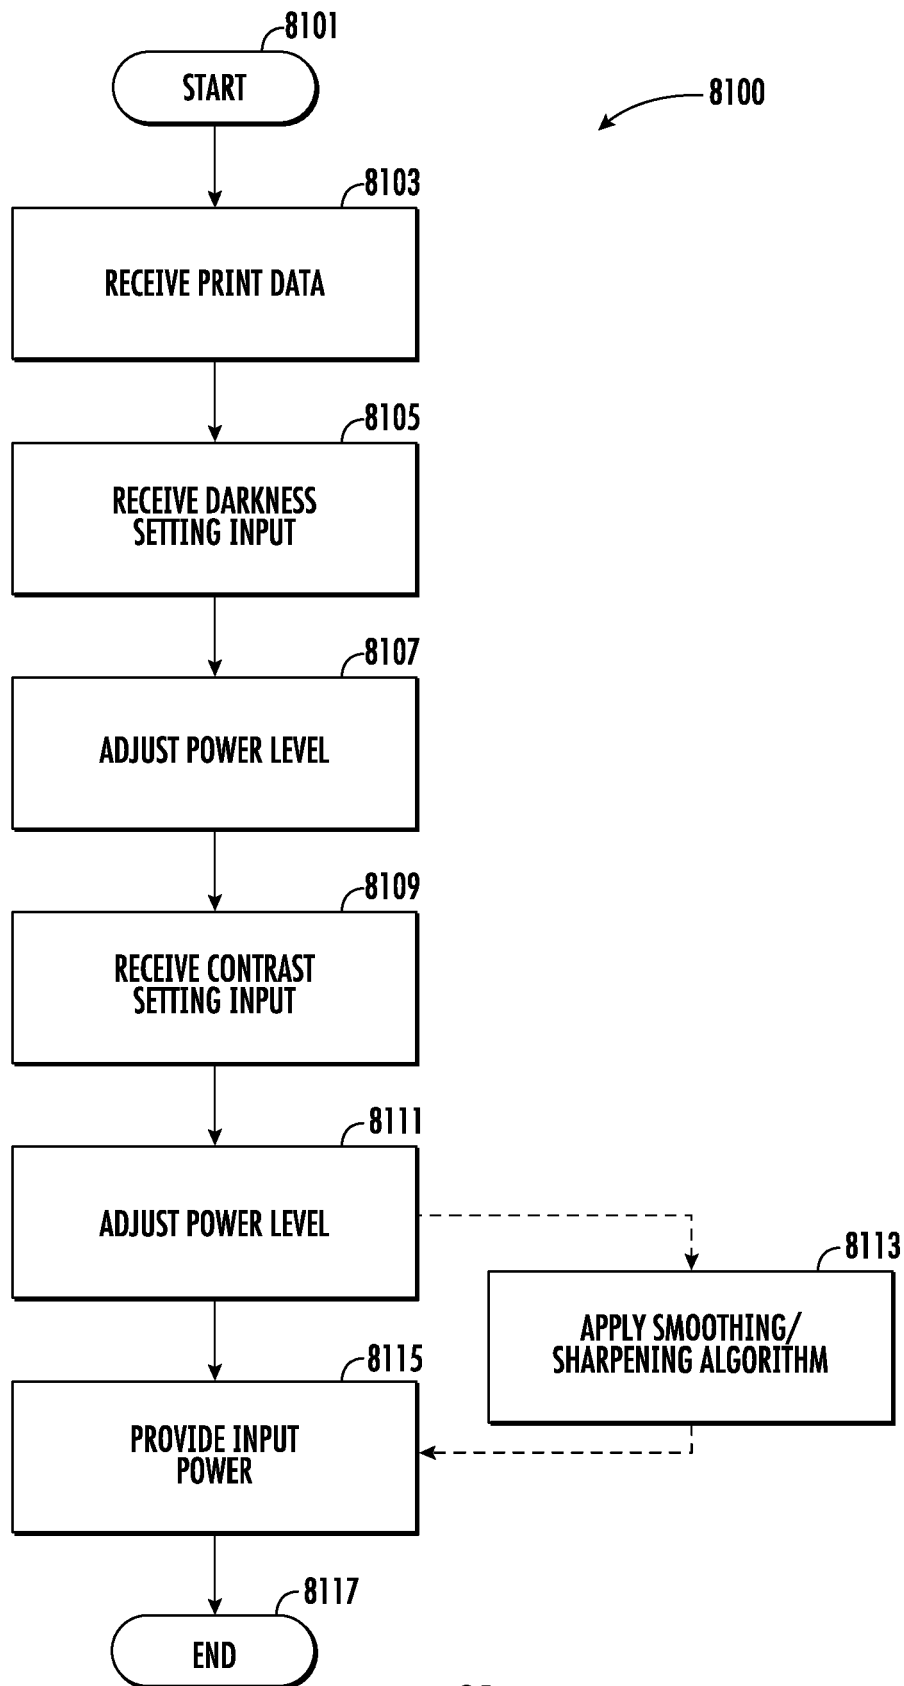 8101
START
8100
8103
RECEIVE PRINT DATA
8105
RECEIVE DARKNESS
SETTING INPUT
8107
ADJUST POWER LEVEL
8109
RECEIVE CONTRAST
SETTING INPUT
8111
ADJUST POWER LEVEL
8113
APPLY SMOOTHING/
SHARPENING ALGORITHM
8115
PROVIDE INPUT
POWER
8117
END